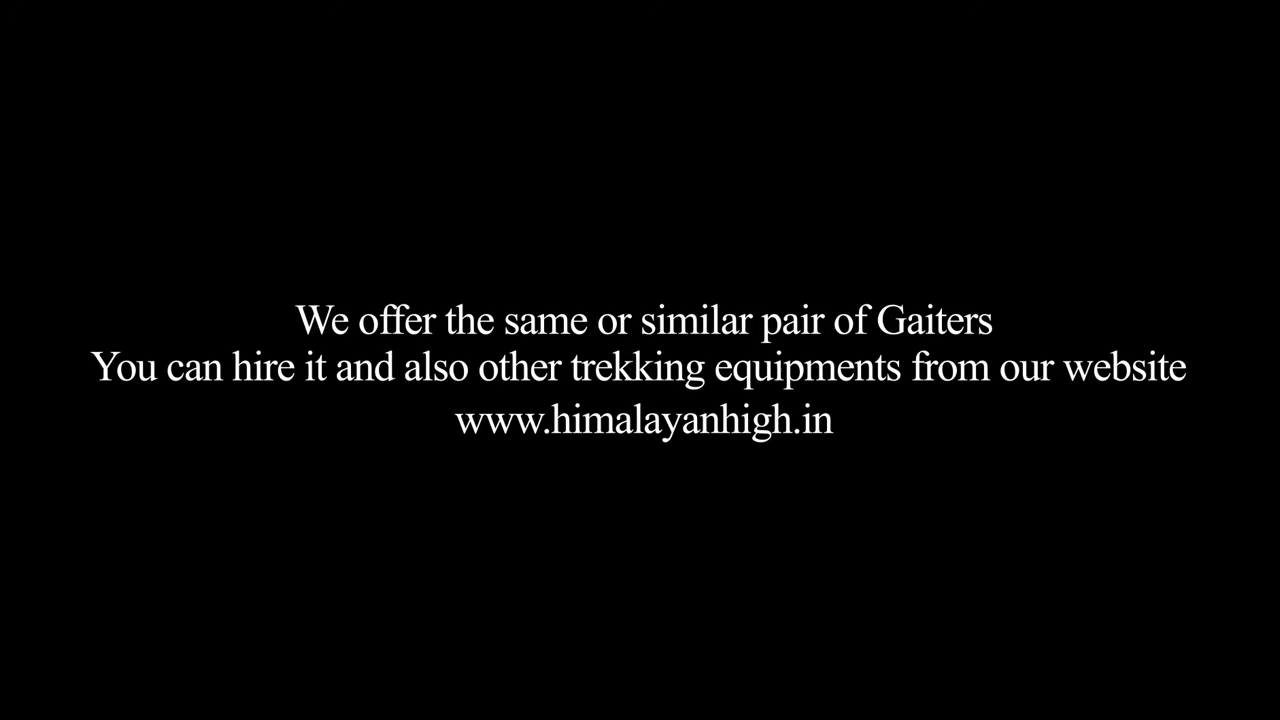 We offer the same or similar pair of Gaiters
You can hire it and also other trekking equipments from our website
www.himalayanhigh.in